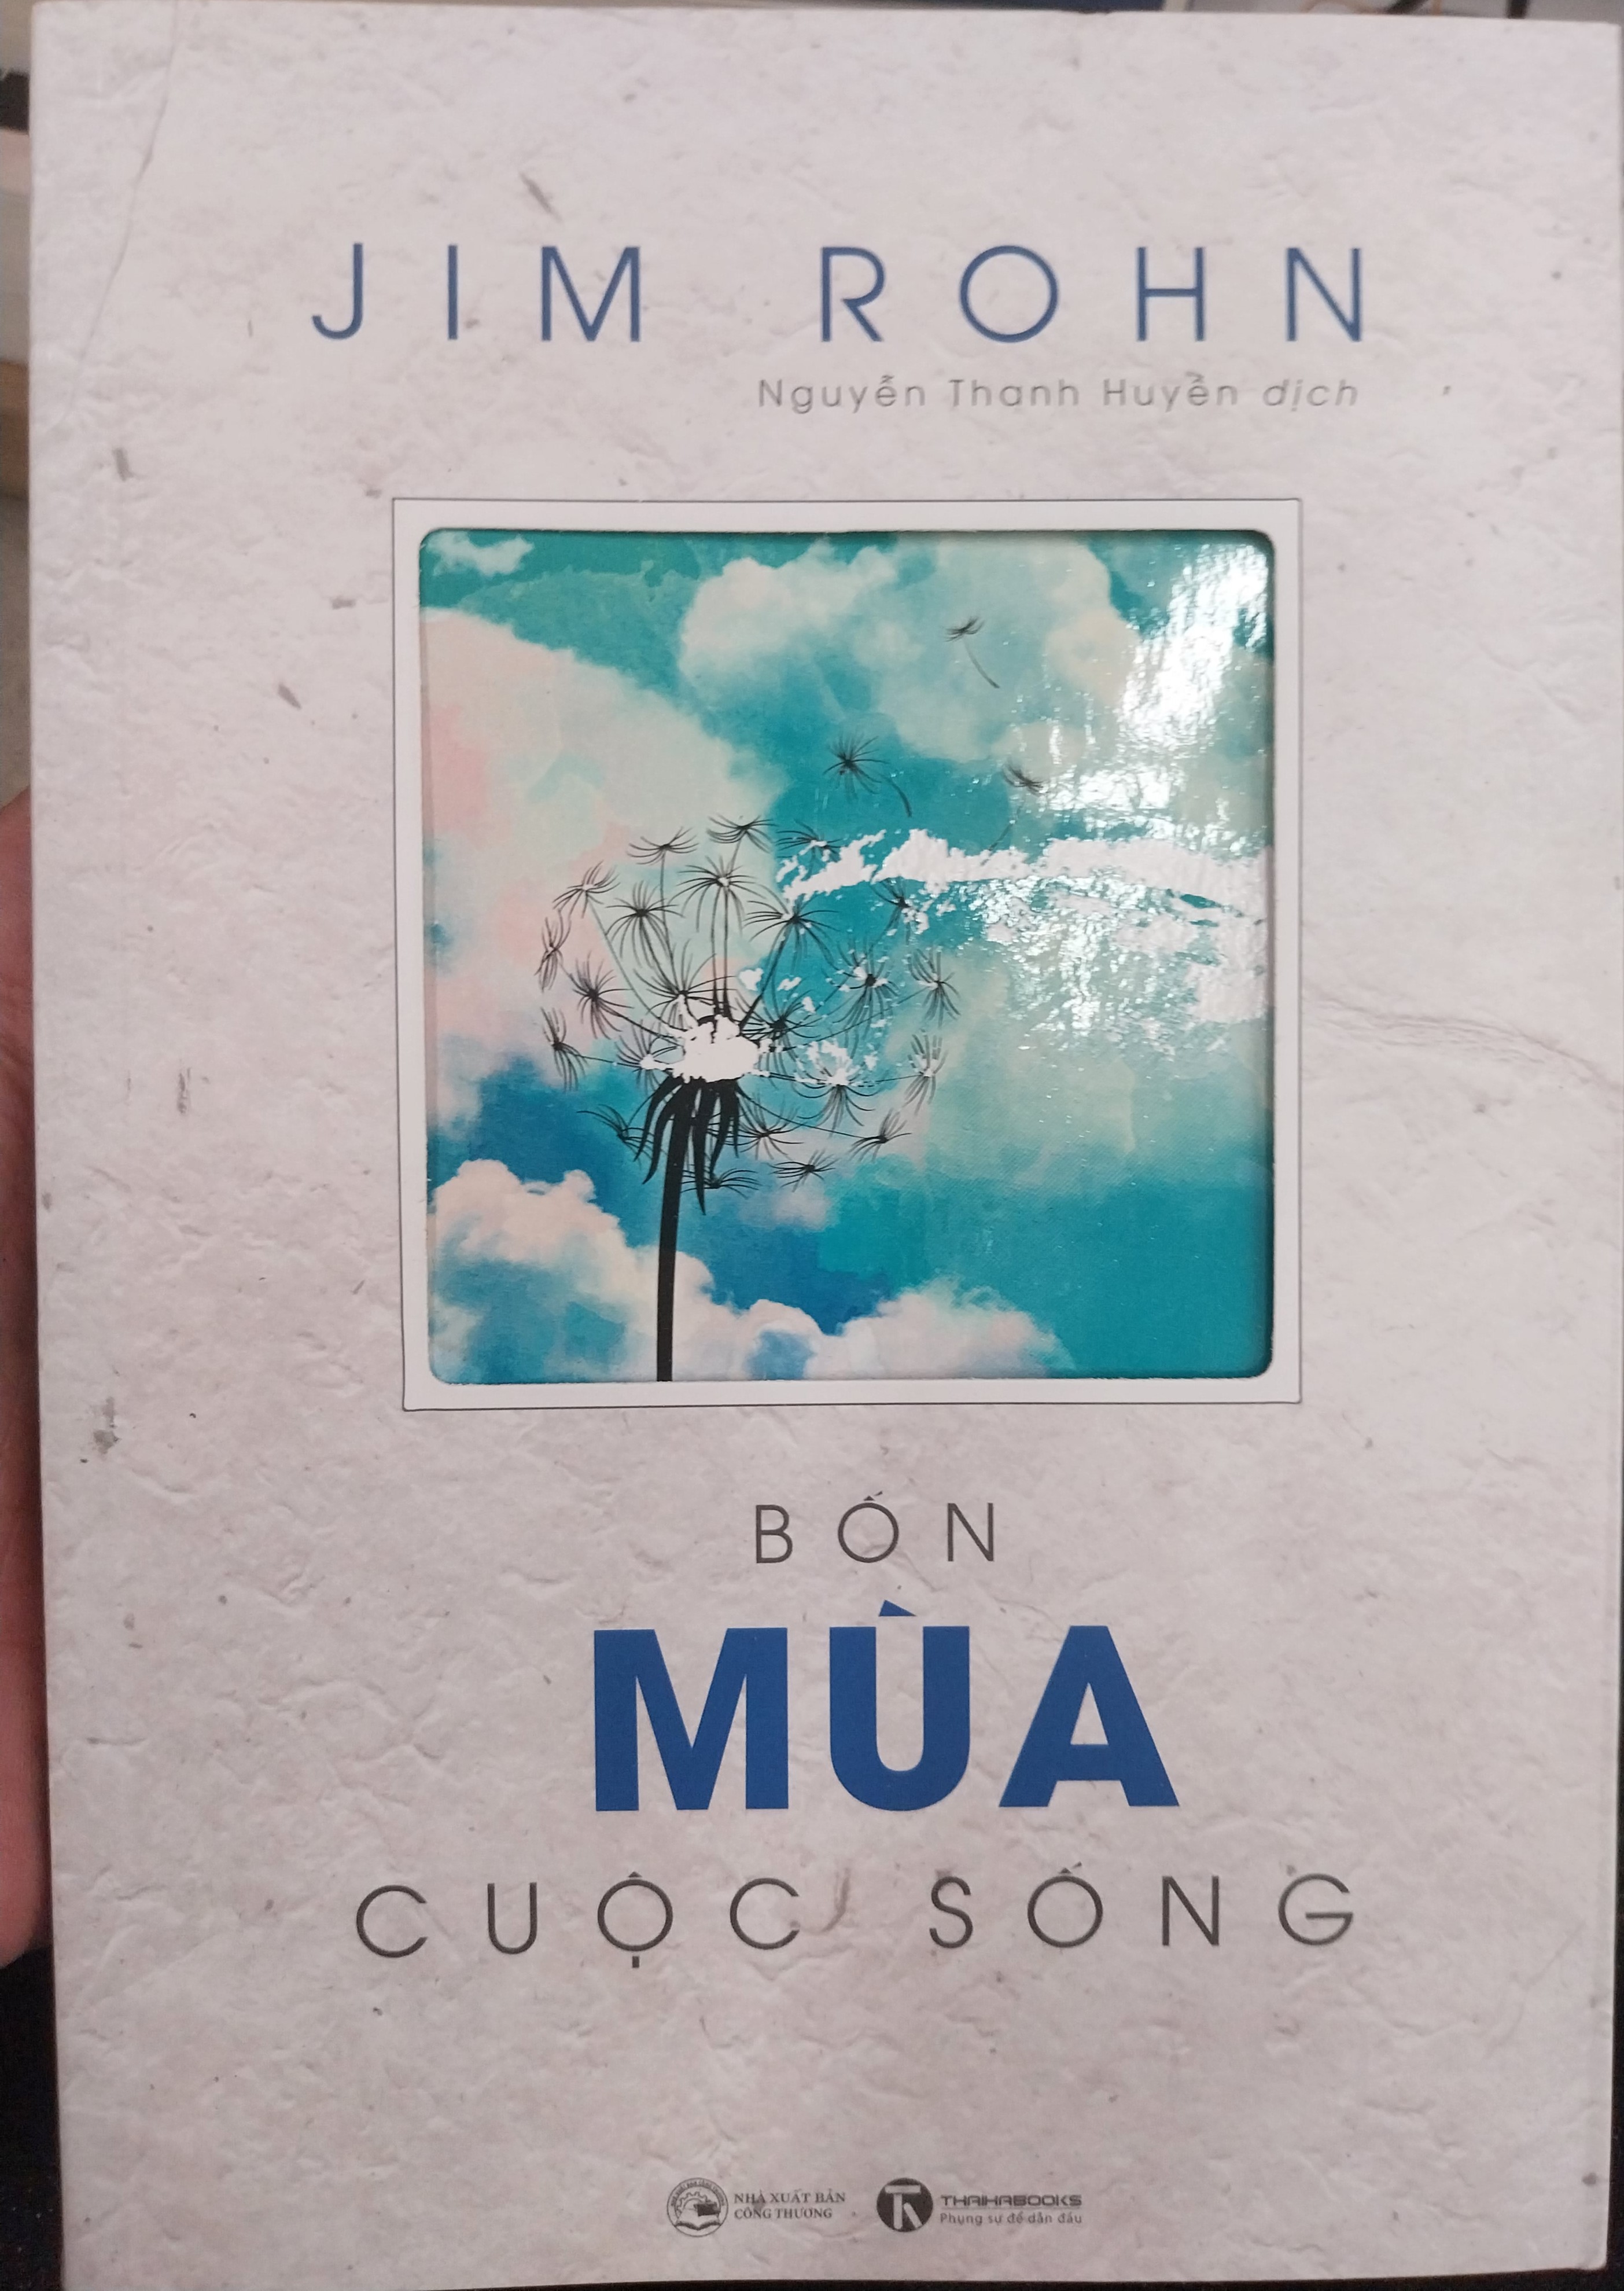 JIM ROHN
Nguyễn Thanh Huyền dịch
BỐN
MÙA
CUỘC SỐNG
NHÀ XUẤT BẢN
CÔNG THƯƠNG
THAIHABOOKS
Phụng sự để dẫn đầu